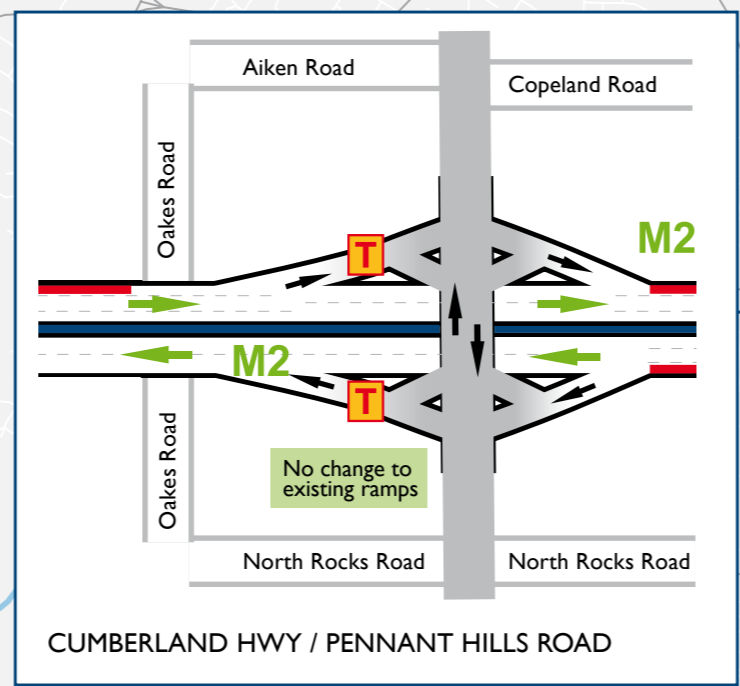 Aiken Road
Copeland Road
Oakes Road
T
M2
M2
T
Oakes Road
No change to
existing ramps
North Rocks Road
North Rocks Road
CUMBERLAND HWY / PENNANT HILLS ROAD